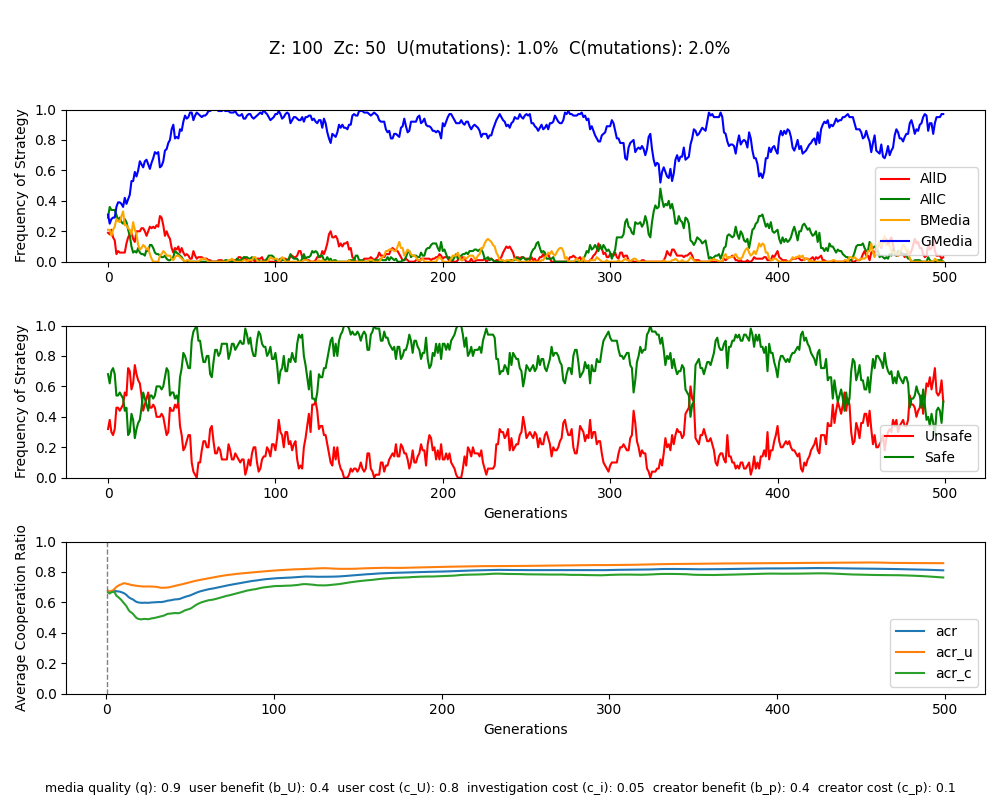 Z: 100  Zc: 50  U(mutations): 1.0%  C(mutations): 2.0%
Frequency of Strategy
1.0
0.8
0.6
0.4
0.2
0.0
AllD
AllC
BMedia
GMedia
0 100 200 300 400 500
Frequency of Strategy
1.0
0.8
0.6
0.4
0.2
0.0
Unsafe
Safe
0 100 200 300 400 500
Generations
Average Cooperation Ratio
1.0
0.8
0.6
0.4
0.2
0.0
acr
acr_u
acr_c
0 100 200 300 400 500
Generations
media quality (q): 0.9  user benefit (b_U): 0.4  user cost (c_U): 0.8  investigation cost (c_i): 0.05  creator benefit (b_p): 0.4  creator cost (c_p): 0.1